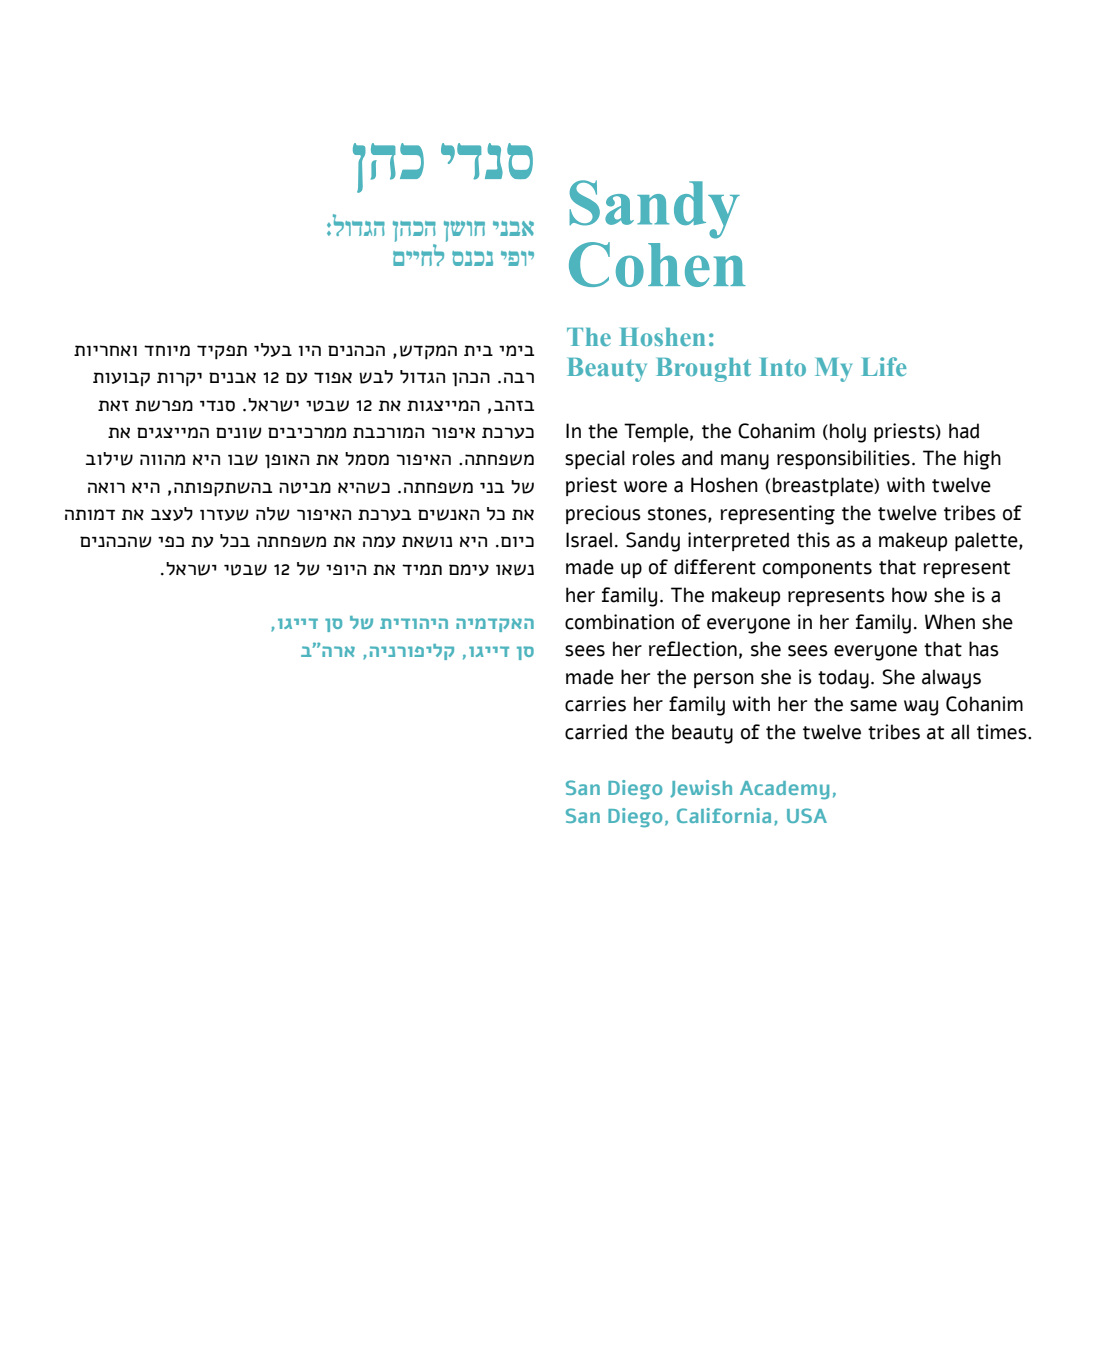 סנדי כהן
אבני חושן הכהן הגדול:
יופי נכנס לחיים
בימי בית המקדש, הכהנים היו בעלי תפקיד מיוחד ואחריות
רבה. הכהן הגדול לבש אפוד עם 12 אבנים יקרות קבועות
בזהב, המייצגות את 12 שבטי ישראל. סנדי מפרשת זאת
כערכת איפור המורכבת ממרכיבים שונים המייצגים את
משפחתה. האיפור מסמל את האופן שבו היא מהווה שילוב
של בני משפחתה. כשהיא מביטה בהשתקפותה, היא רואה
את כל האנשים בערכת האיפור שלה שעזרו לעצב את דמותה
כיום. היא נושאת עמה את משפחתה בכל עת כפי שהכהנים
נשאו עימם תמיד את היופי של 12 שבטי ישראל.
האקדמיה היהודית של סן דייגו,
סן דייגו, קליפורניה, ארה״ב
Sandy
Cohen
The Hoshen:
Beauty Brought Into My Life
In the Temple, the Cohanim (holy priests) had
special roles and many responsibilities. The high
priest wore a Hoshen (breastplate) with twelve
precious stones, representing the twelve tribes of
Israel. Sandy interpreted this as a makeup palette,
made up of different components that represent
her family. The makeup represents how she is a
combination of everyone in her family. When she
sees her reflection, she sees everyone that has
made her the person she is today. She always
carries her family with her the same way Cohanim
carried the beauty of the twelve tribes at all times.
San Diego Jewish Academy,
San Diego, California, USA